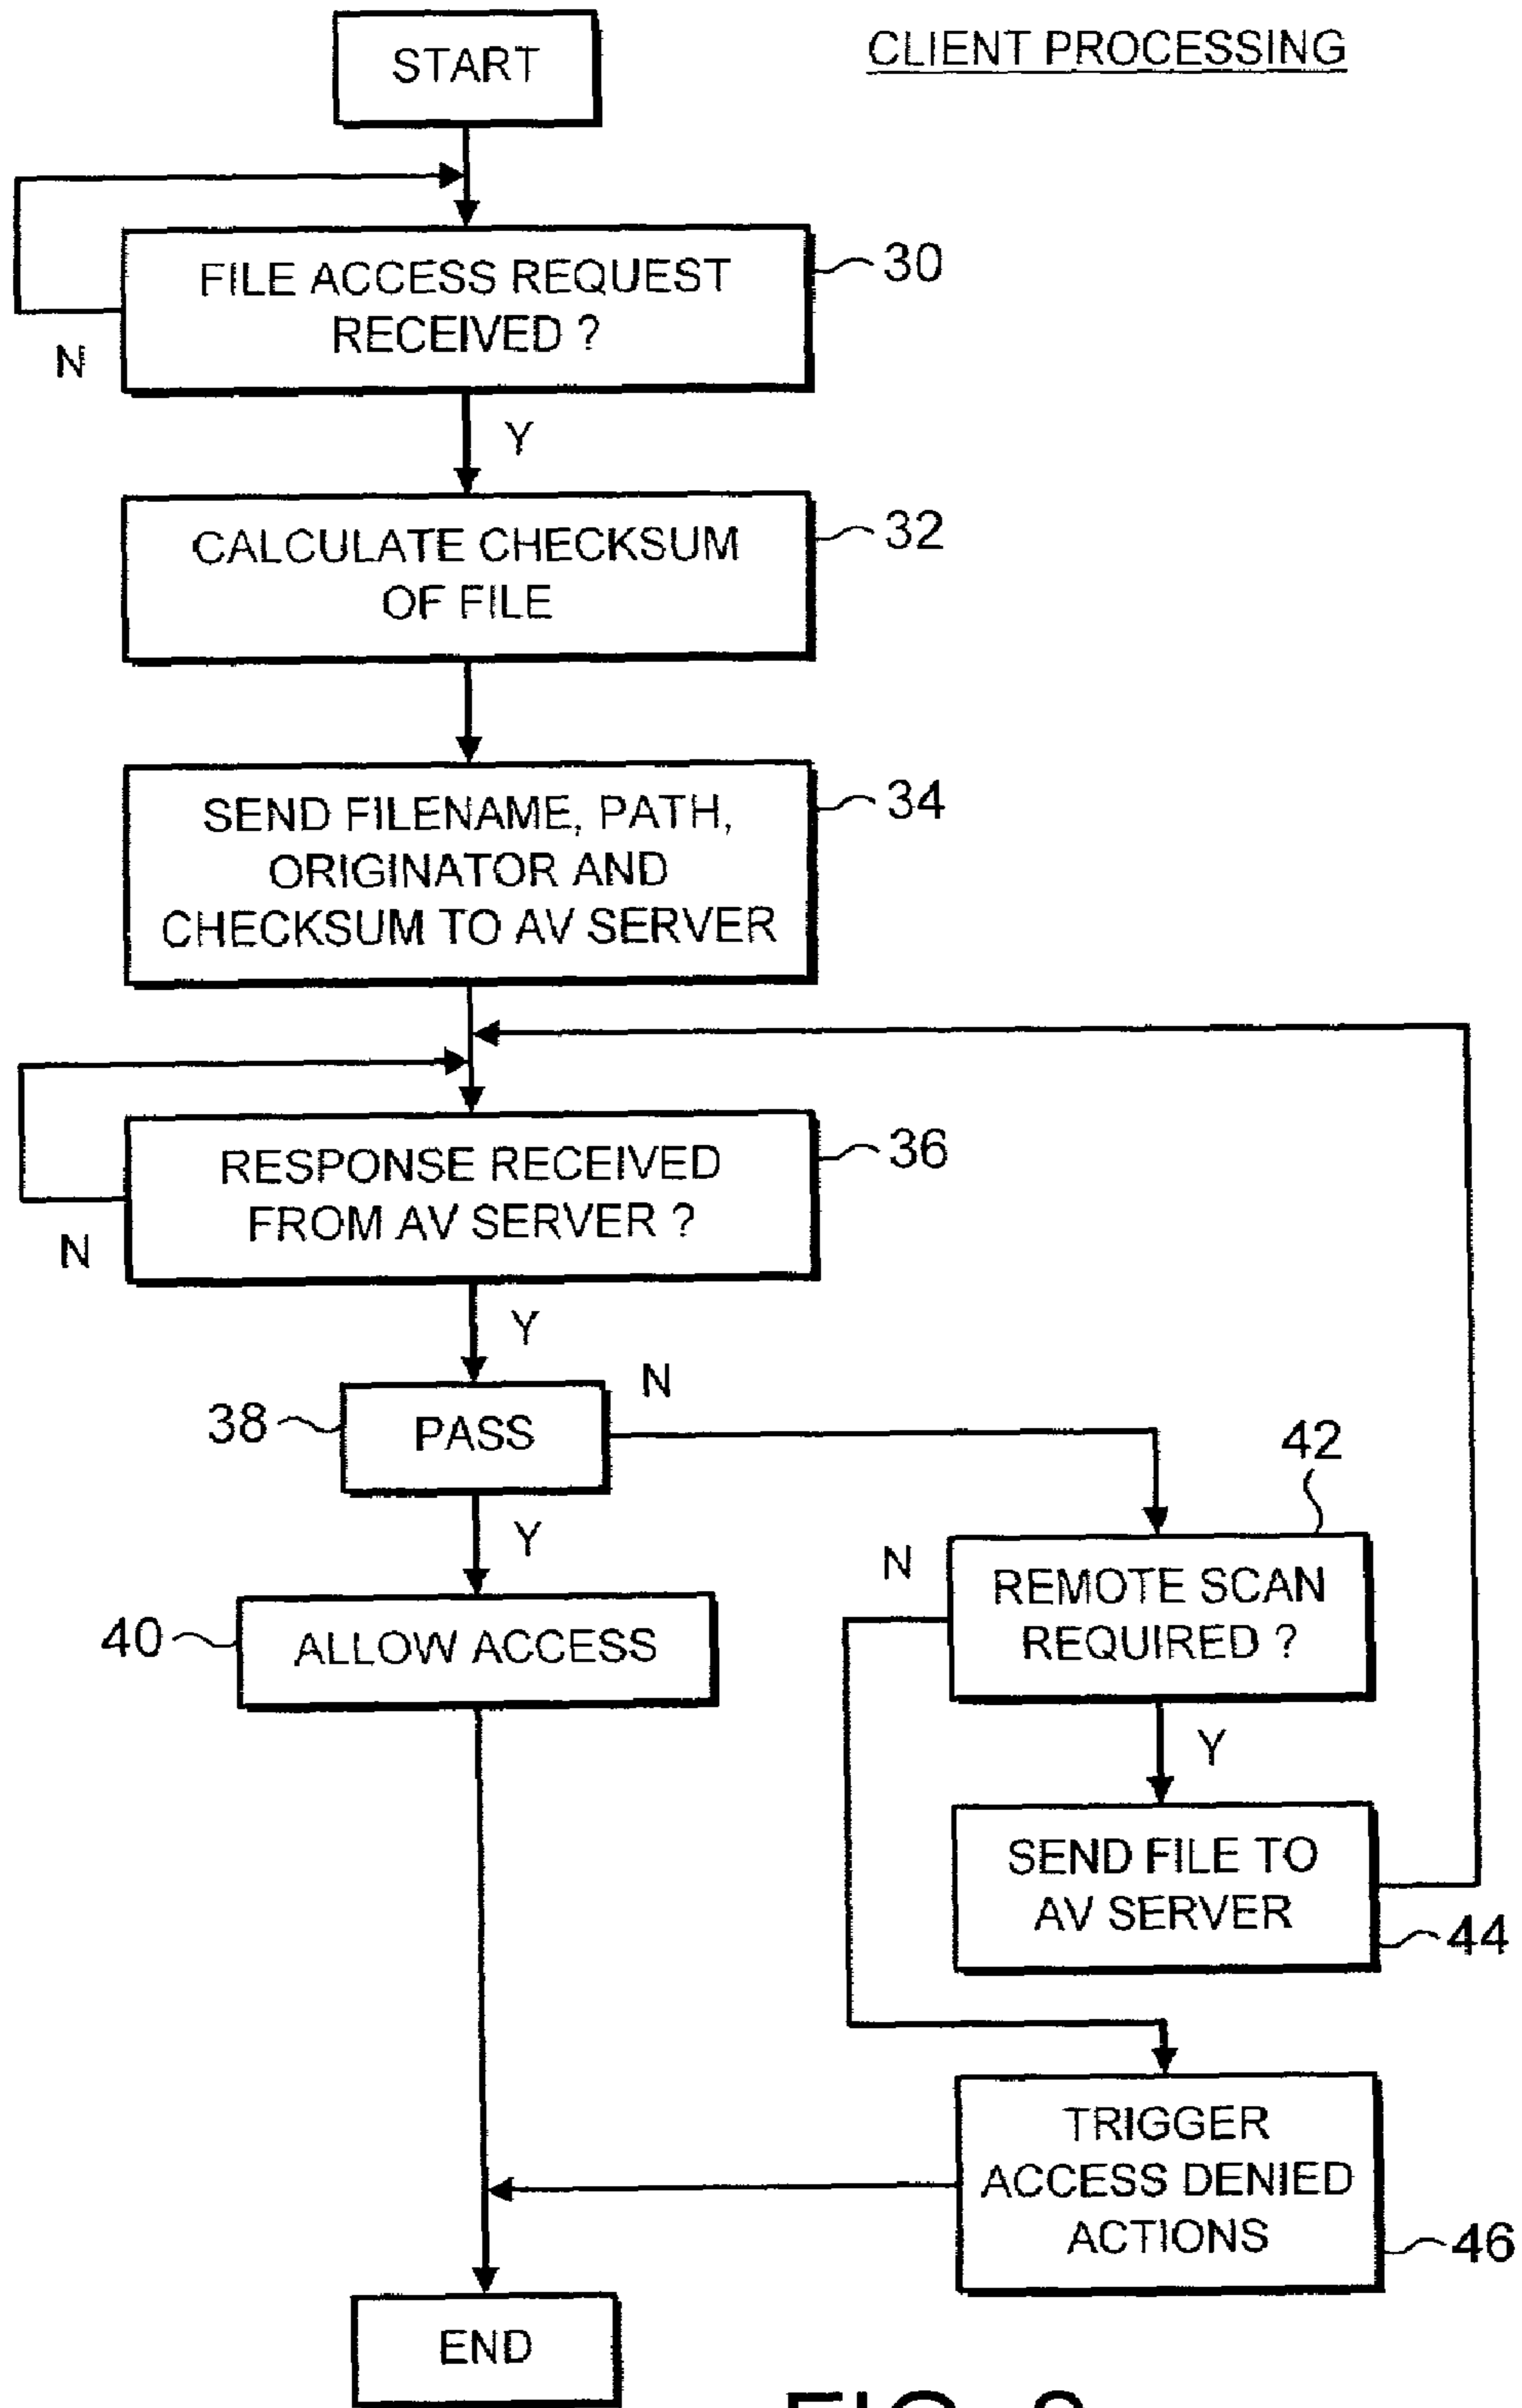 CLIENT PROCESSING
START
FILE ACCESS REQUEST
RECEIVED ?
30
N
Y
CALCULATE CHECKSUM
OF FILE
32
SEND FILENAME, PATH,
ORIGINATOR AND
CHECKSUM TO AV SERVER
34
RESPONSE RECEIVED
FROM AV SERVER ?
36
N
Y
38
PASS
N
Y
40
ALLOW ACCESS
42
N
REMOTE SCAN
REQUIRED ?
Y
SEND FILE TO
AV SERVER
44
TRIGGER
ACCESS DENIED
ACTIONS
46
END
FIG.